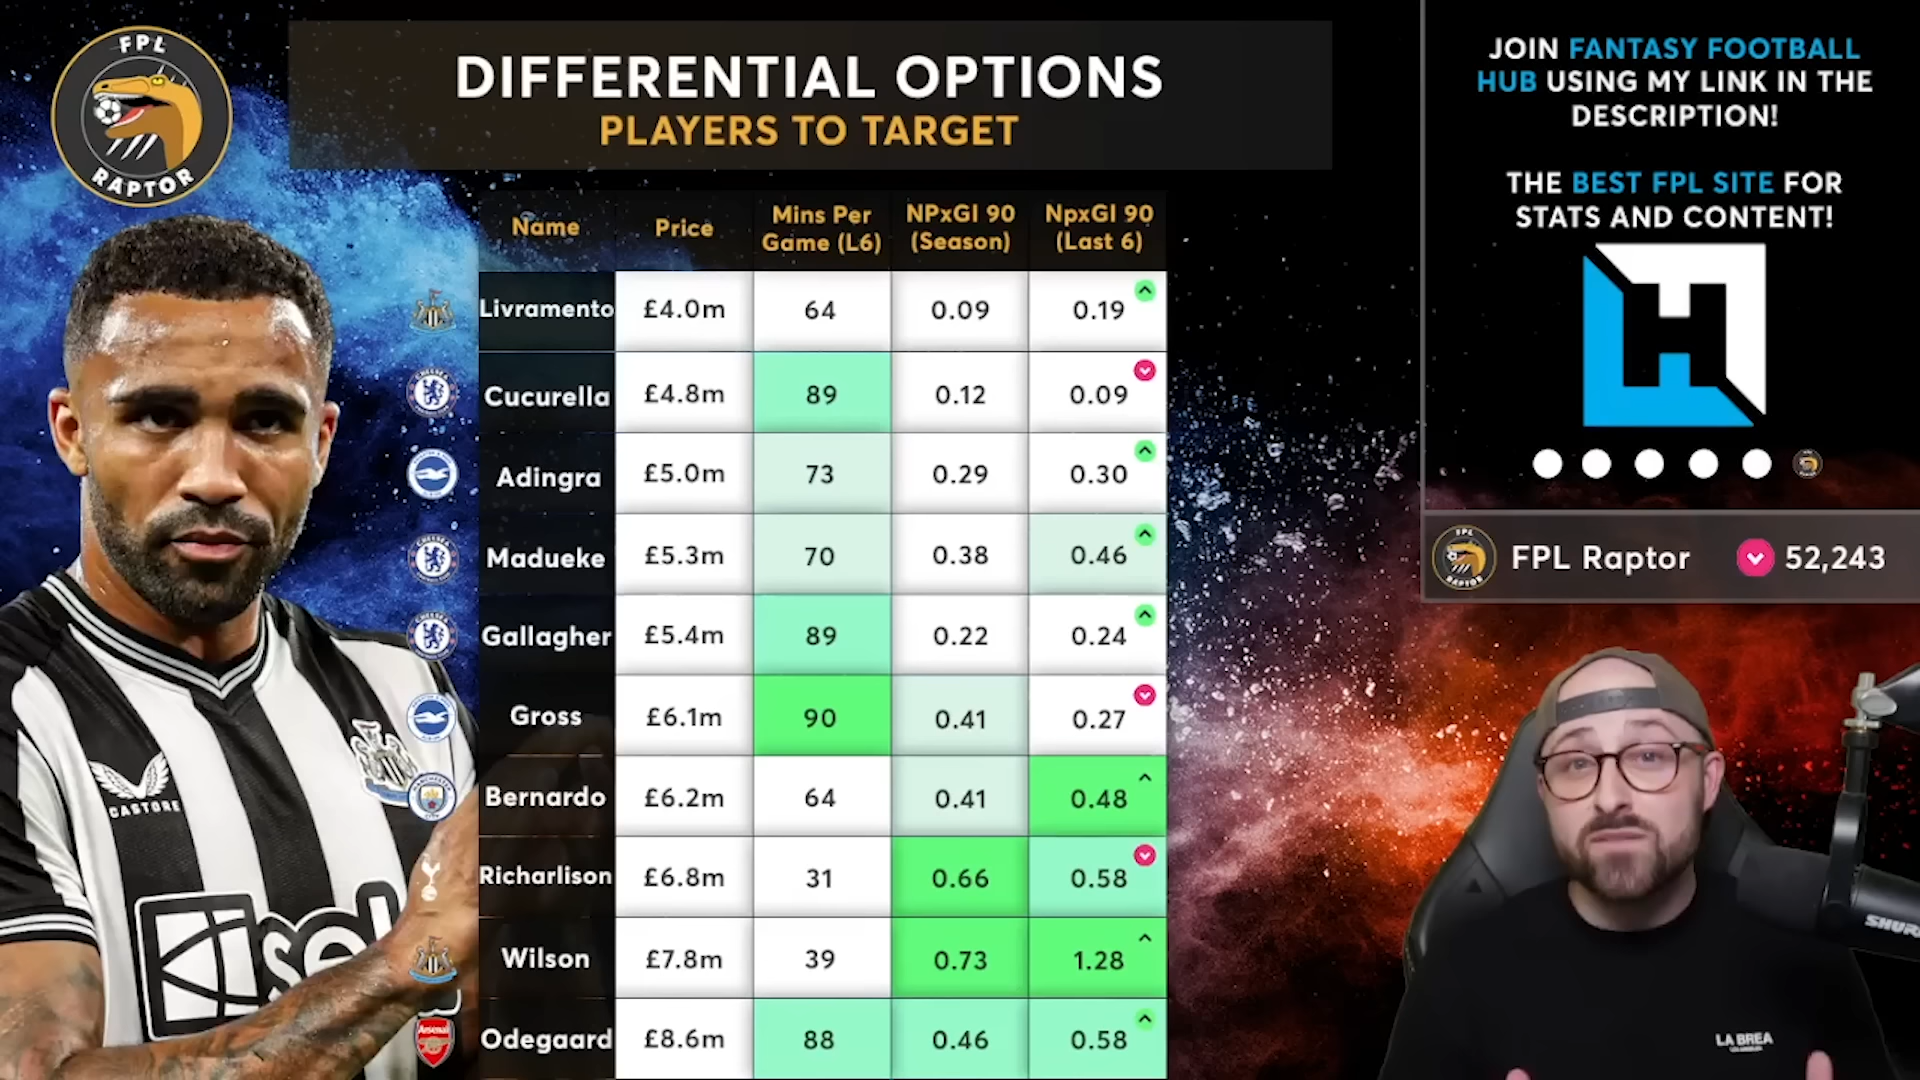 FPL
RAPTOR
DIFFERENTIAL OPTIONS
PLAYERS TO TARGET
Name Price Mins Per Game (L6) NPxGI 90 (Season) NpxGI 90 (Last 6)
Livramento £4.0m 64 0.09 0.19
Cucurella £4.8m 89 0.12 0.09
Adingra £5.0m 73 0.29 0.30
Madueke £5.3m 70 0.38 0.46
Gallagher £5.4m 89 0.22 0.24
Gross £6.1m 90 0.41 0.27
Bernardo £6.2m 64 0.41 0.48
Richarlison £6.8m 31 0.66 0.58
Wilson £7.8m 39 0.73 1.28
Odegaard £8.6m 88 0.46 0.58
CASTORE
sel
Arsenal
JOIN FANTASY FOOTBALL
HUB USING MY LINK IN THE
DESCRIPTION!
THE BEST FPL SITE FOR
STATS AND CONTENT!
H
FPL
RAPTOR
FPL Raptor 52,243
SHUR
LA BREA